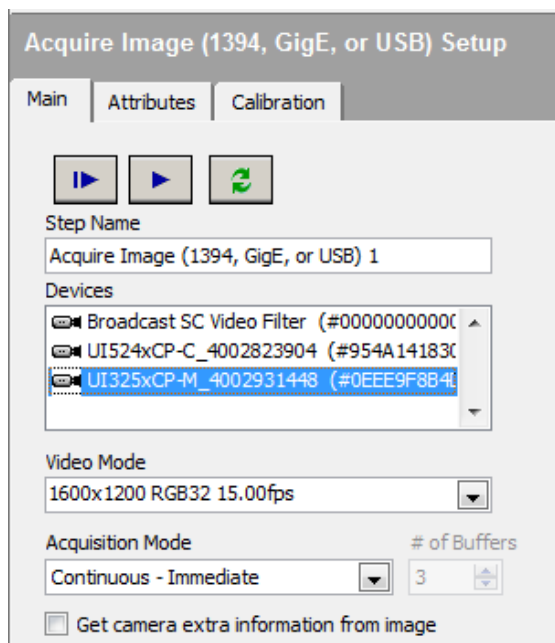 Acquire Image (1394, GigE, or USB) Setup
Main Attributes Calibration
Step Name
Acquire Image (1394, GigE, or USB) 1
Devices
Broadcast SC Video Filter (#00000000000
UI524xCP-C_4002823904 (#954A141830
UI325xCP-M_4002931448 (#0EEE9F8B4D
Video Mode
1600x1200 RGB32 15.00fps
Acquisition Mode # of Buffers
Continuous - Immediate 3
Get camera extra information from image